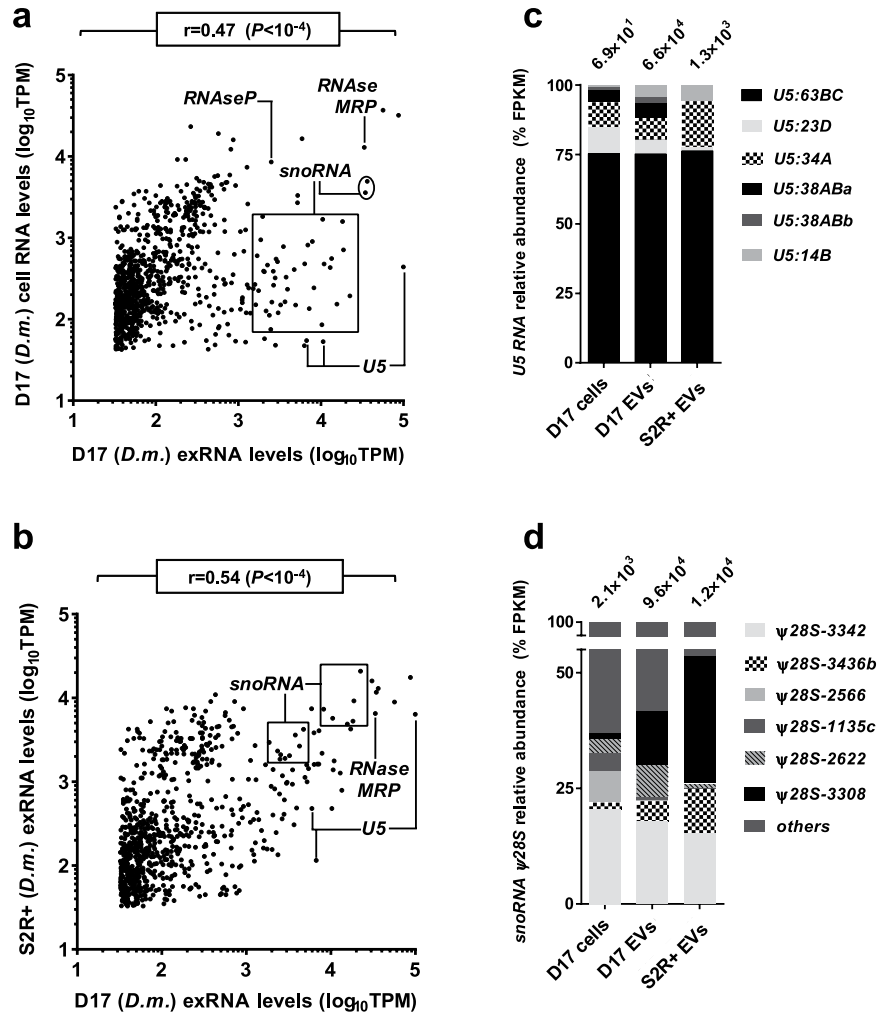 a
r=0.47 (P<10⁻⁴)
D17 (D.m.) cell RNA levels (log₁₀TPM)
5
4
3
2
1
RNAseP
RNAse
MRP
snoRNA
U5
1 2 3 4 5
D17 (D.m.) exRNA levels (log₁₀TPM)
b
r=0.54 (P<10⁻⁴)
S2R+ (D.m.) exRNA levels (log₁₀TPM)
5
4
3
2
1
snoRNA
RNase
MRP
U5
1 2 3 4 5
D17 (D.m.) exRNA levels (log₁₀TPM)
c
6.9×10¹
6.6×10⁴
1.3×10³
U5 RNA relative abundance (% FPKM)
100
75
50
25
0
D17 cells
D17 EVs
S2R+ EVs
U5:63BC
U5:23D
U5:34A
U5:38ABa
U5:38ABb
U5:14B
d
2.1×10³
9.6×10⁴
1.2×10⁴
snoRNA ψ28S relative abundance (% FPKM)
100
50
25
0
D17 cells
D17 EVs
S2R+ EVs
ψ28S-3342
ψ28S-3436b
ψ28S-2566
ψ28S-1135c
ψ28S-2622
ψ28S-3308
others